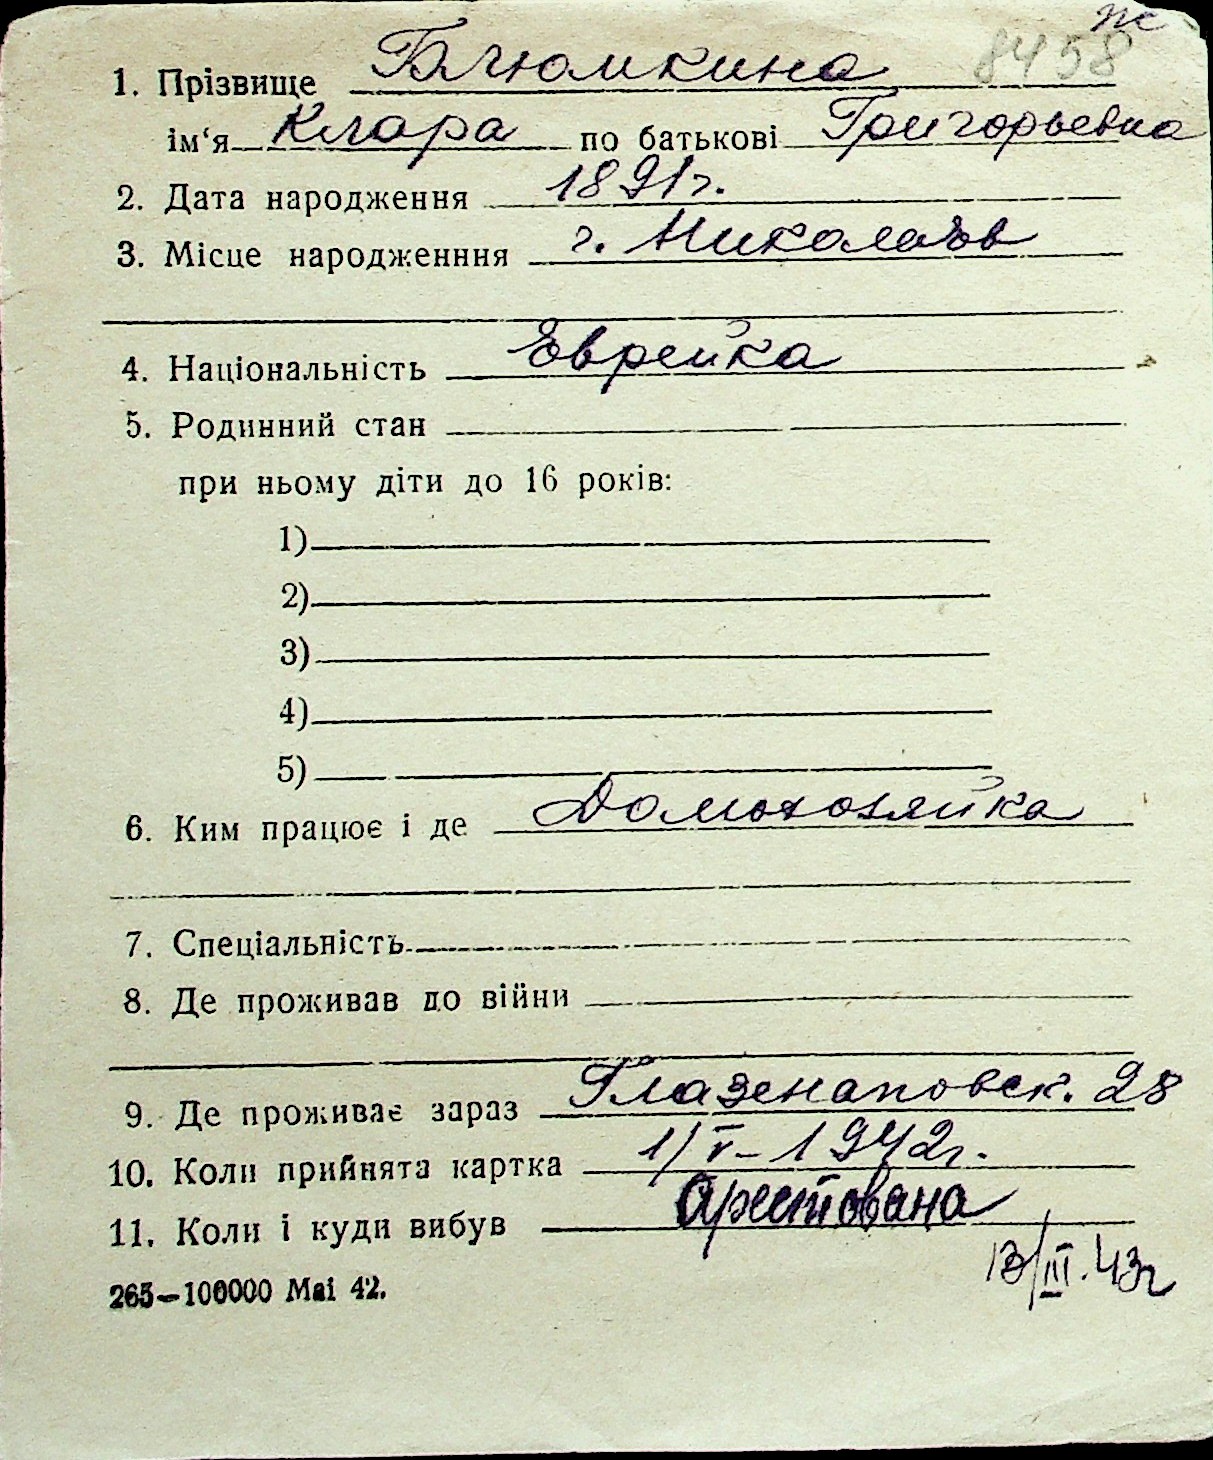 ж
8458
1. Прізвище Блюмкина
ім‘я Клара по батькові Григорьевна
2. Дата народження 1891 г.
3. Місце народженння г. Николаев
4. Національність Еврейка
5. Родинний стан
при ньому діти до 16 років:
1)
2)
3)
4)
5)
6. Ким працює і де Домохозяйка
7. Спеціальність
8. Де проживав до війни
9. Де проживає зараз Глазенаповск. 28
10. Коли прийнята картка 1/V – 1942 г.
11. Коли і куди вибув арестована
/III. 43 г
265—100000 Mai 42.